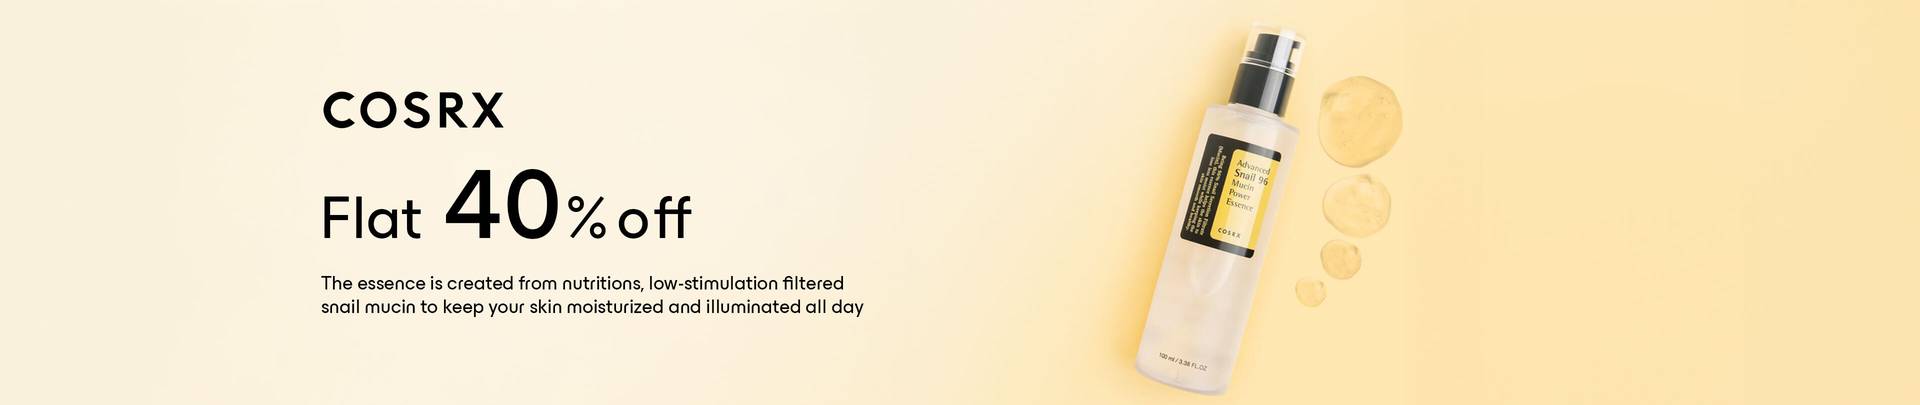 COSRX
Flat 40% off
The essence is created from nutritions, low-stimulation filtered
snail mucin to keep your skin moisturized and illuminated all day
Advanced
Snail 96
Mucin
Power
Essence
COSRX
100 ml / 3.38 FL.OZ